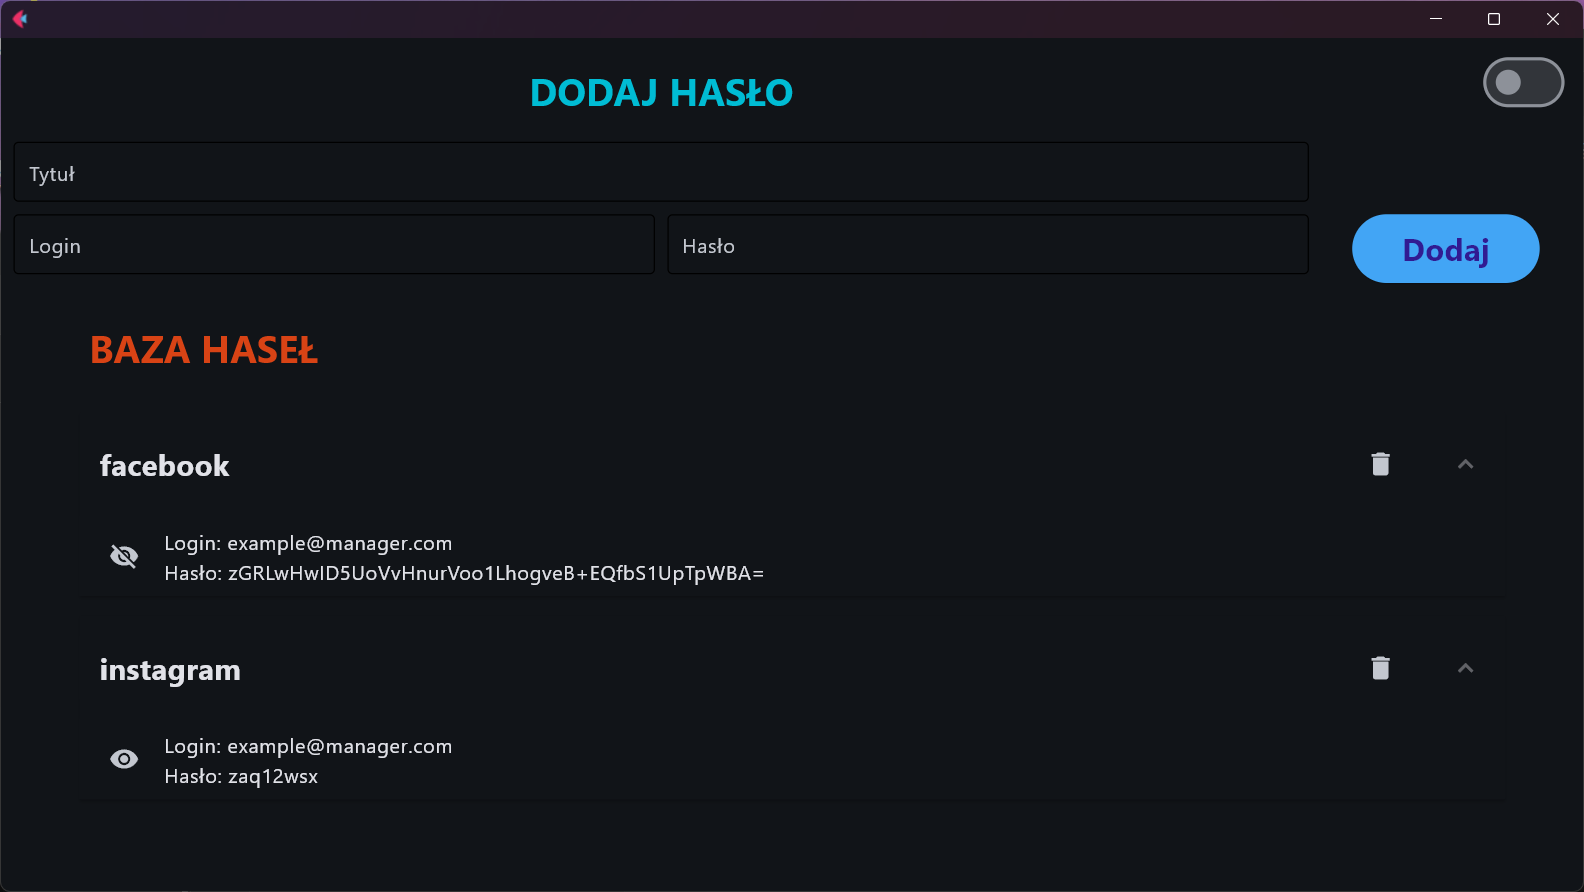 DODAJ HASŁO
Tytuł
Login
Hasło
Dodaj
BAZA HASEŁ
facebook
Login: example@manager.com
Hasło: zGRLwHwID5UoVvHnurVoo1LhogveB+EQfbS1UpTpWBA=
instagram
Login: example@manager.com
Hasło: zaq12wsx